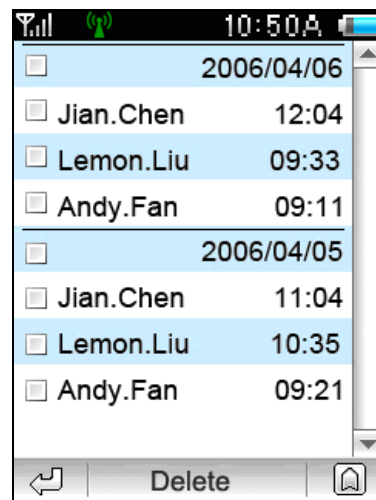 10:50A
2006/04/06
Jian.Chen 12:04
Lemon.Liu 09:33
Andy.Fan 09:11
2006/04/05
Jian.Chen 11:04
Lemon.Liu 10:35
Andy.Fan 09:21
Delete